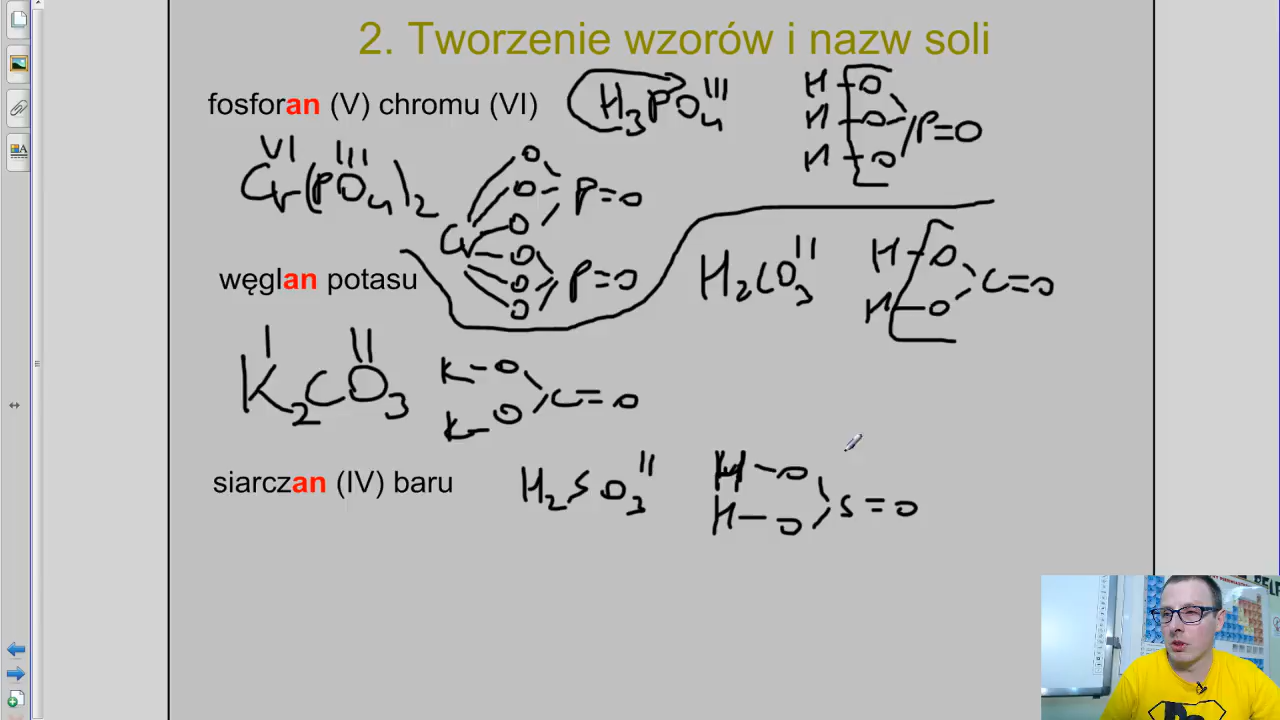 2. Tworzenie wzorów i nazw soli
fosforan (V) chromu (VI)
H3PO4 III
H-O
H-O P=O
H-O
VI III
Cr(PO4)2
O
O P=O
O
Cr
O
O P=O
O
węglan potasu
H2CO3 II
H-O
H-O C=O
I II
K2CO3
K-O
K-O C=O
siarczan (IV) baru
H2SO3 II
H-O
H-O S=O